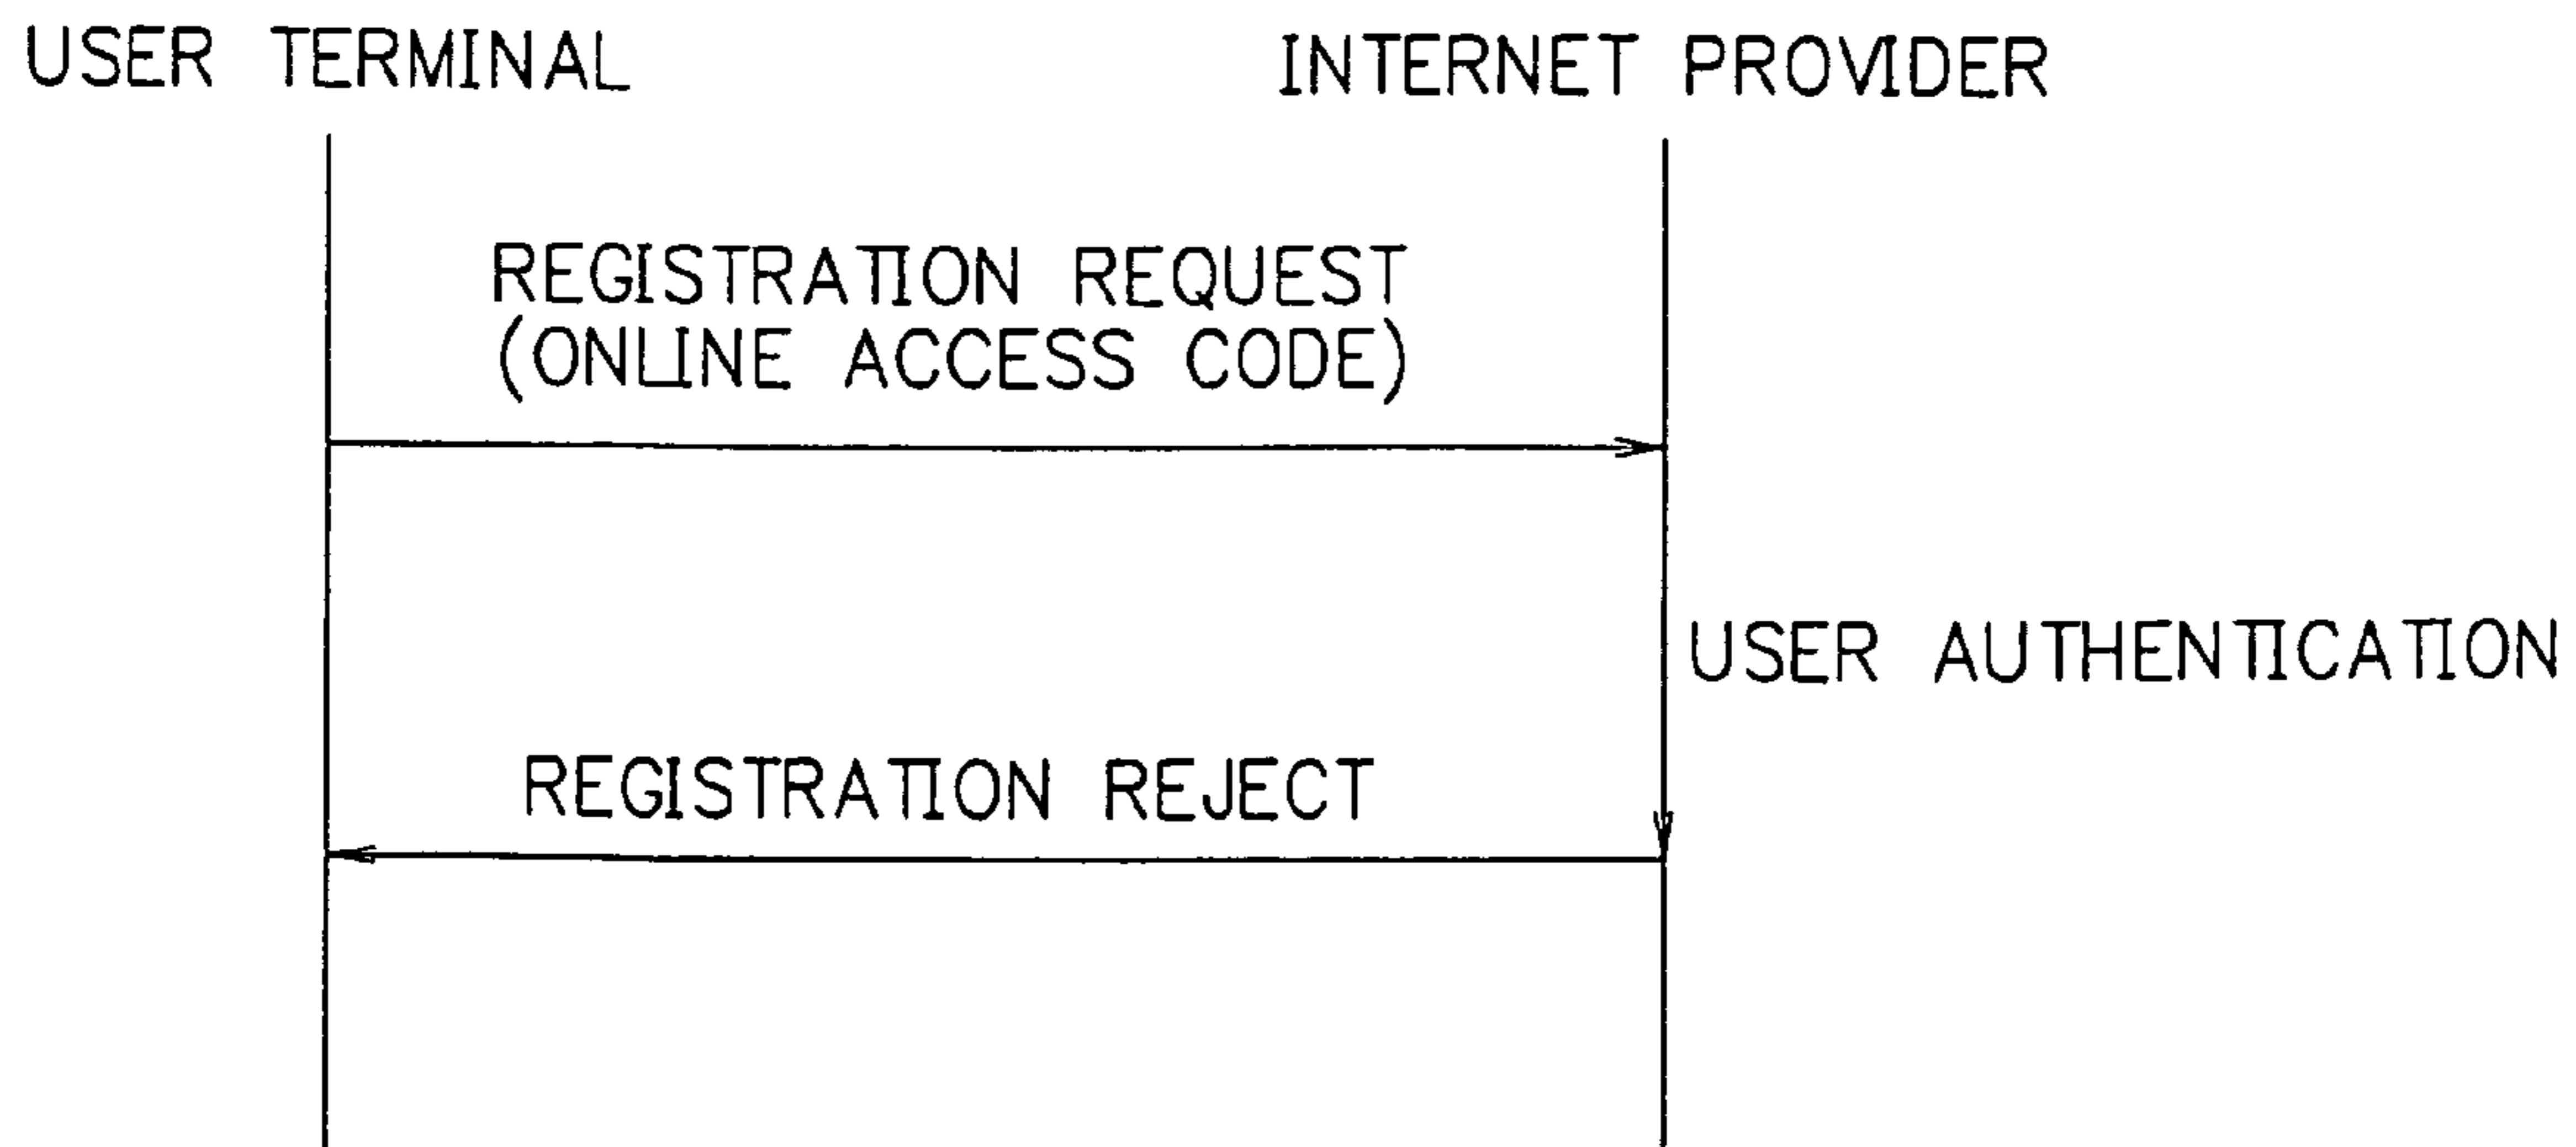 USER TERMINAL
INTERNET PROVIDER
REGISTRATION REQUEST
(ONLINE ACCESS CODE)
USER AUTHENTICATION
REGISTRATION REJECT